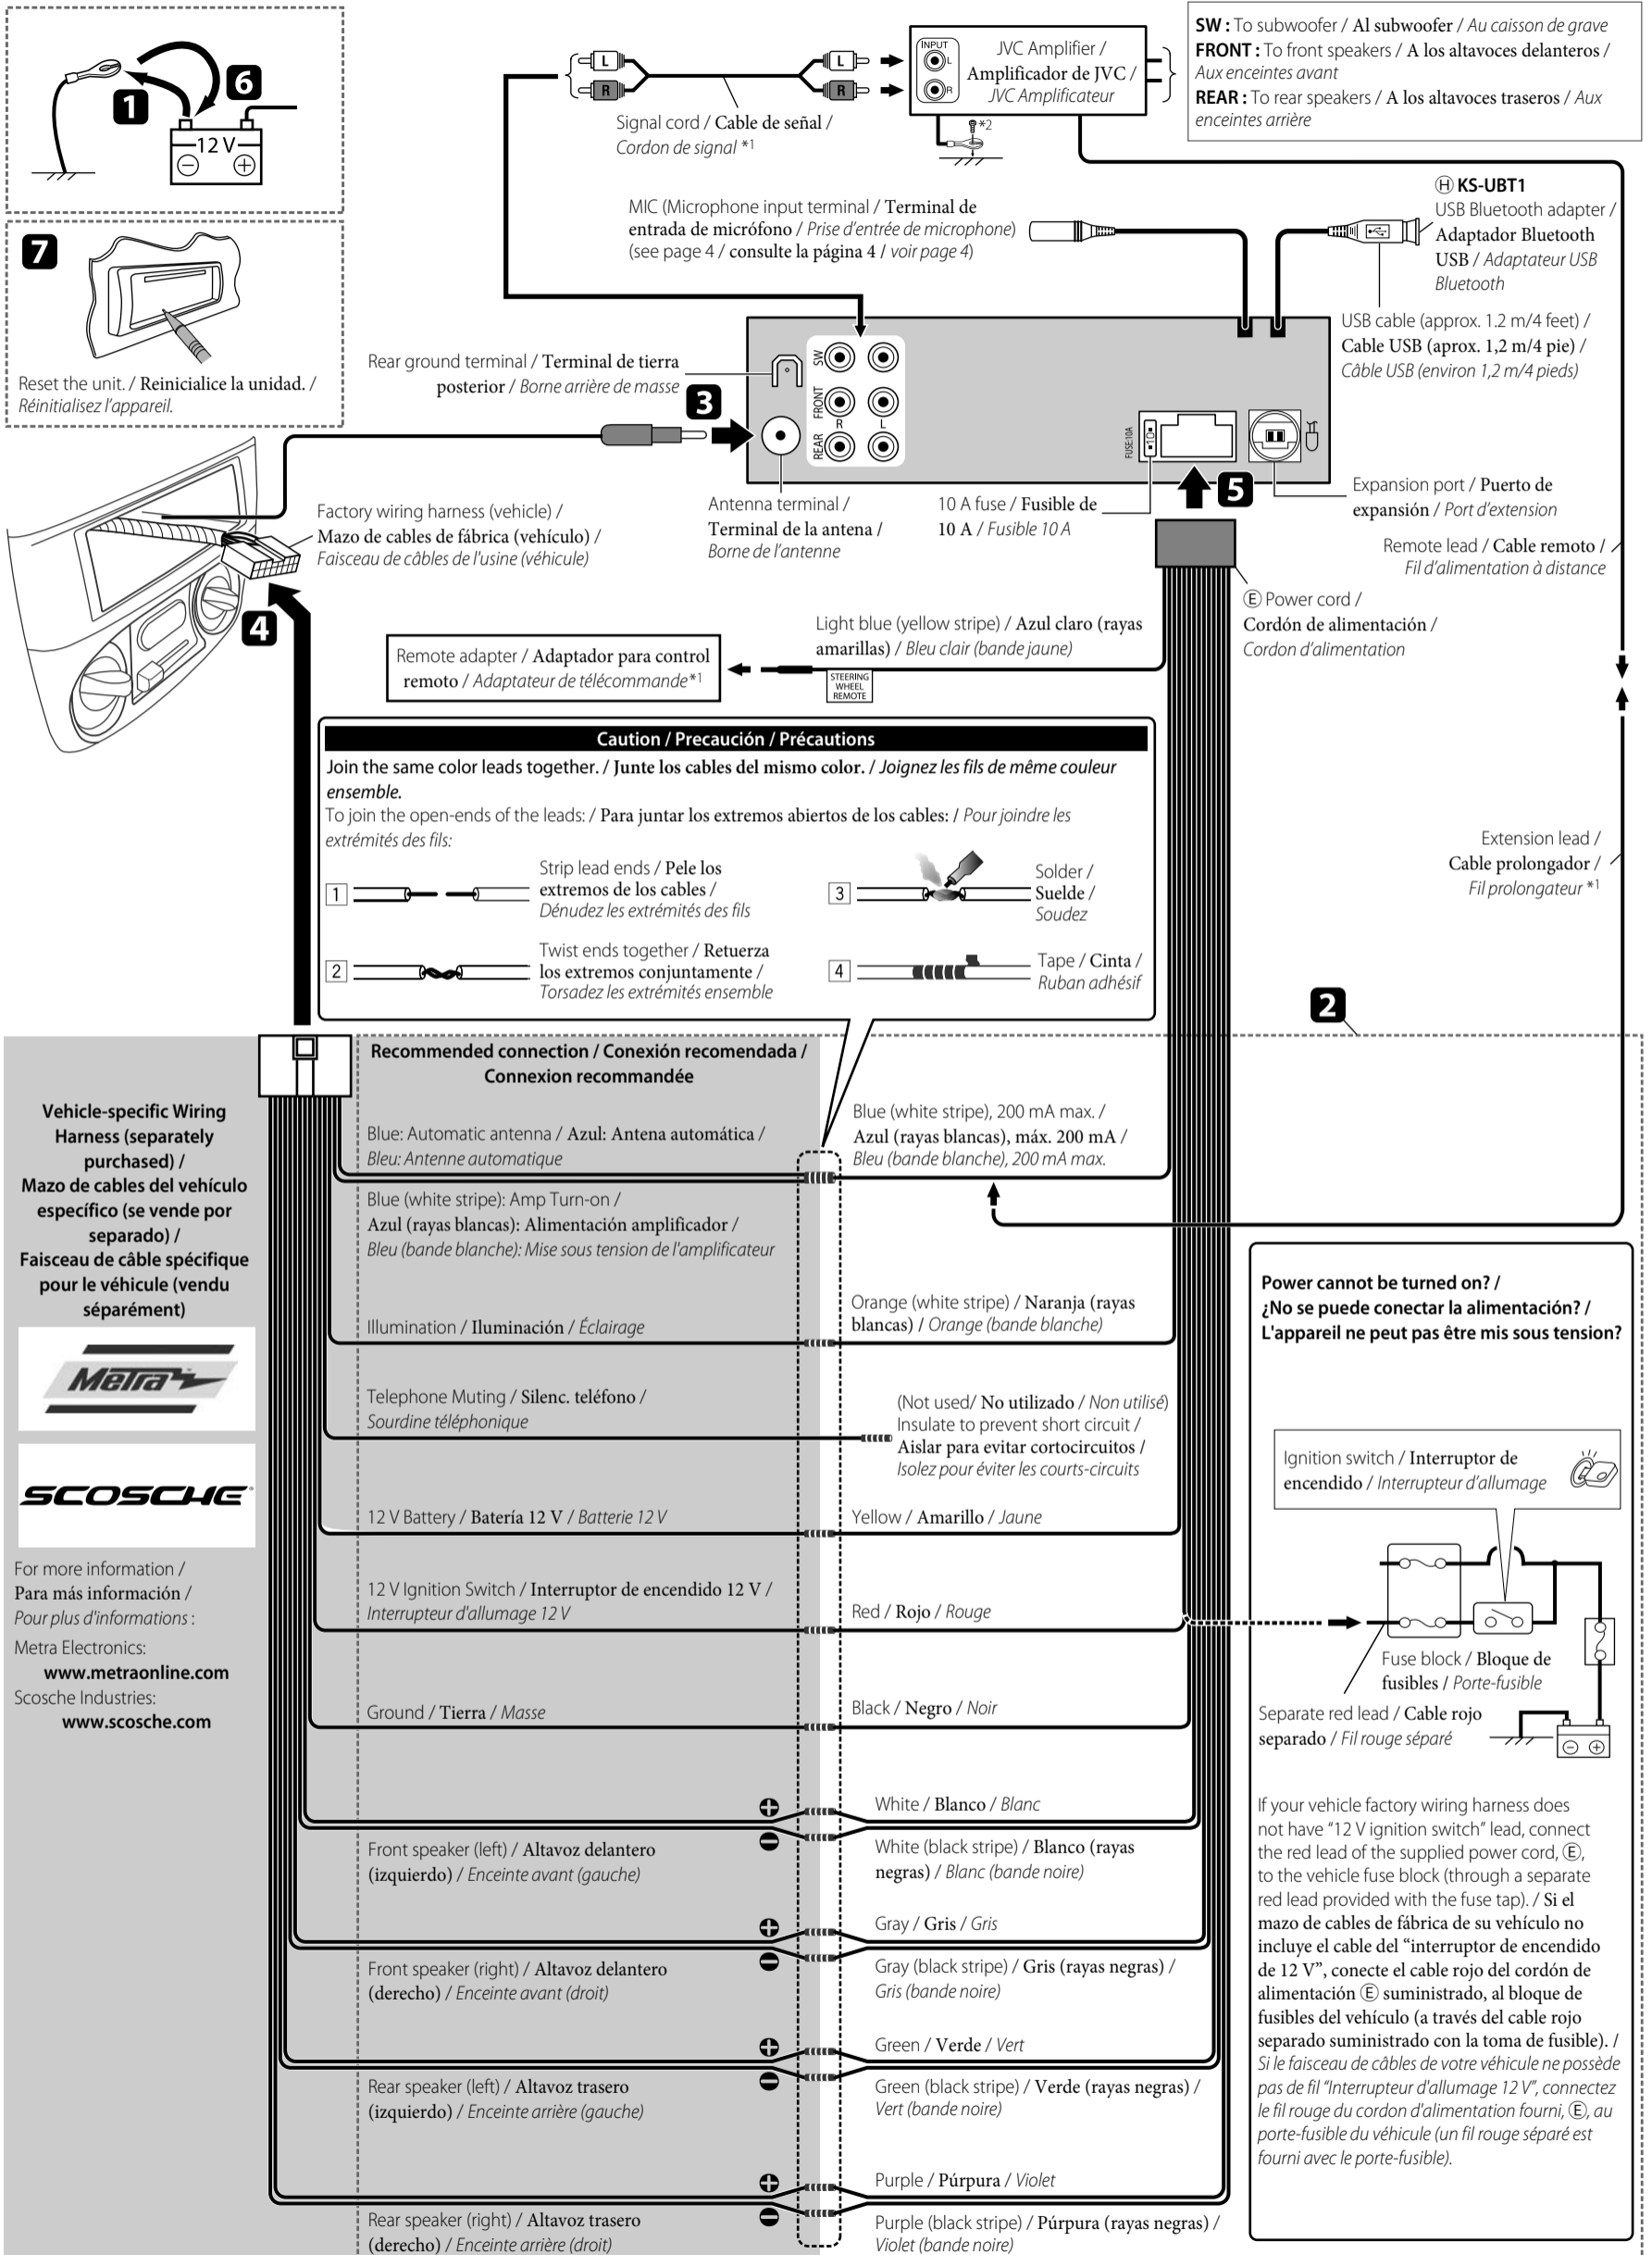 1
6
12 V
7
Reset the unit. / Reinicialice la unidad. /
Réinitialisez l'appareil.
L
R
L
R
Signal cord / Cable de señal /
Cordon de signal *1
INPUT
L
R
JVC Amplifier /
Amplificador de JVC /
JVC Amplificateur
*2
SW : To subwoofer / Al subwoofer / Au caisson de grave
FRONT : To front speakers / A los altavoces delanteros /
Aux enceintes avant
REAR : To rear speakers / A los altavoces traseros / Aux
enceintes arrière
MIC (Microphone input terminal / Terminal de
entrada de micrófono / Prise d'entrée de microphone)
(see page 4 / consulte la página 4 / voir page 4)
Ⓗ KS-UBT1
USB Bluetooth adapter /
Adaptador Bluetooth
USB / Adaptateur USB
Bluetooth
USB cable (approx. 1.2 m/4 feet) /
Cable USB (aprox. 1,2 m/4 pie) /
Câble USB (environ 1,2 m/4 pieds)
Rear ground terminal / Terminal de tierra
posterior / Borne arrière de masse
3
SW
FRONT
R
L
REAR
FUSE:10A
10
5
Antenna terminal /
Terminal de la antena /
Borne de l'antenne
10 A fuse / Fusible de
10 A / Fusible 10 A
Expansion port / Puerto de
expansión / Port d'extension
Factory wiring harness (vehicle) /
Mazo de cables de fábrica (vehículo) /
Faisceau de câbles de l'usine (véhicule)
4
Remote lead / Cable remoto /
Fil d'alimentation à distance
Ⓔ Power cord /
Cordón de alimentación /
Cordon d'alimentation
Light blue (yellow stripe) / Azul claro (rayas
amarillas) / Bleu clair (bande jaune)
STEERING
WHEEL
REMOTE
Remote adapter / Adaptador para control
remoto / Adaptateur de télécommande*1
Caution / Precaución / Précautions
Join the same color leads together. / Junte los cables del mismo color. / Joignez les fils de même couleur
ensemble.
To join the open-ends of the leads: / Para juntar los extremos abiertos de los cables: / Pour joindre les
extrémités des fils:
1
Strip lead ends / Pele los
extremos de los cables /
Dénudez les extrémités des fils
2
Twist ends together / Retuerza
los extremos conjuntamente /
Torsadez les extrémités ensemble
3
Solder /
Suelde /
Soudez
4
Tape / Cinta /
Ruban adhésif
Extension lead /
Cable prolongador /
Fil prolongateur *1
2
Vehicle-specific Wiring
Harness (separately
purchased) /
Mazo de cables del vehículo
específico (se vende por
separado) /
Faisceau de câble spécifique
pour le véhicule (vendu
séparément)
Metra
SCOSCHE
For more information /
Para más información /
Pour plus d'informations :
Metra Electronics:
www.metraonline.com
Scosche Industries:
www.scosche.com
Recommended connection / Conexión recomendada /
Connexion recommandée
Blue: Automatic antenna / Azul: Antena automática /
Bleu: Antenne automatique
Blue (white stripe), 200 mA max. /
Azul (rayas blancas), máx. 200 mA /
Bleu (bande blanche), 200 mA max.
Blue (white stripe): Amp Turn-on /
Azul (rayas blancas): Alimentación amplificador /
Bleu (bande blanche): Mise sous tension de l'amplificateur
Illumination / Iluminación / Éclairage
Orange (white stripe) / Naranja (rayas
blancas) / Orange (bande blanche)
Telephone Muting / Silenc. teléfono /
Sourdine téléphonique
(Not used/ No utilizado / Non utilisé)
Insulate to prevent short circuit /
Aislar para evitar cortocircuitos /
Isolez pour éviter les courts-circuits
12 V Battery / Batería 12 V / Batterie 12 V
Yellow / Amarillo / Jaune
12 V Ignition Switch / Interruptor de encendido 12 V /
Interrupteur d'allumage 12 V
Red / Rojo / Rouge
Ground / Tierra / Masse
Black / Negro / Noir
White / Blanco / Blanc
Front speaker (left) / Altavoz delantero
(izquierdo) / Enceinte avant (gauche)
White (black stripe) / Blanco (rayas
negras) / Blanc (bande noire)
Gray / Gris / Gris
Front speaker (right) / Altavoz delantero
(derecho) / Enceinte avant (droit)
Gray (black stripe) / Gris (rayas negras) /
Gris (bande noire)
Green / Verde / Vert
Rear speaker (left) / Altavoz trasero
(izquierdo) / Enceinte arrière (gauche)
Green (black stripe) / Verde (rayas negras) /
Vert (bande noire)
Purple / Púrpura / Violet
Rear speaker (right) / Altavoz trasero
(derecho) / Enceinte arrière (droit)
Purple (black stripe) / Púrpura (rayas negras) /
Violet (bande noire)
Power cannot be turned on? /
¿No se puede conectar la alimentación? /
L'appareil ne peut pas être mis sous tension?
Ignition switch / Interruptor de
encendido / Interrupteur d'allumage
Fuse block / Bloque de
fusibles / Porte-fusible
Separate red lead / Cable rojo
separado / Fil rouge séparé
If your vehicle factory wiring harness does
not have “12 V ignition switch” lead, connect
the red lead of the supplied power cord, Ⓔ,
to the vehicle fuse block (through a separate
red lead provided with the fuse tap). / Si el
mazo de cables de fábrica de su vehículo no
incluye el cable del “interruptor de encendido
de 12 V”, conecte el cable rojo del cordón de
alimentación Ⓔ suministrado, al bloque de
fusibles del vehículo (a través del cable rojo
separado suministrado con la toma de fusible). /
Si le faisceau de câbles de votre véhicule ne possède
pas de fil “Interrupteur d'allumage 12 V”, connectez
le fil rouge du cordon d'alimentation fourni, Ⓔ, au
porte-fusible du véhicule (un fil rouge séparé est
fourni avec le porte-fusible).